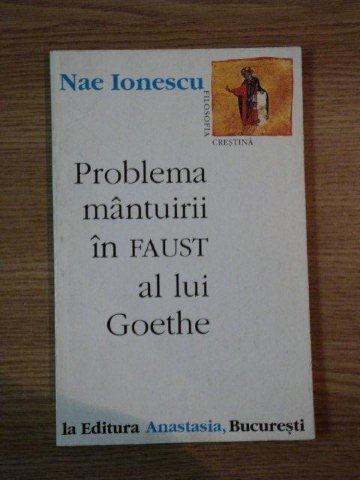 Nae Ionescu
FILOSOFIA
CREȘTINĂ
Problema
mântuirii
în FAUST
al lui
Goethe
la Editura Anastasia, București